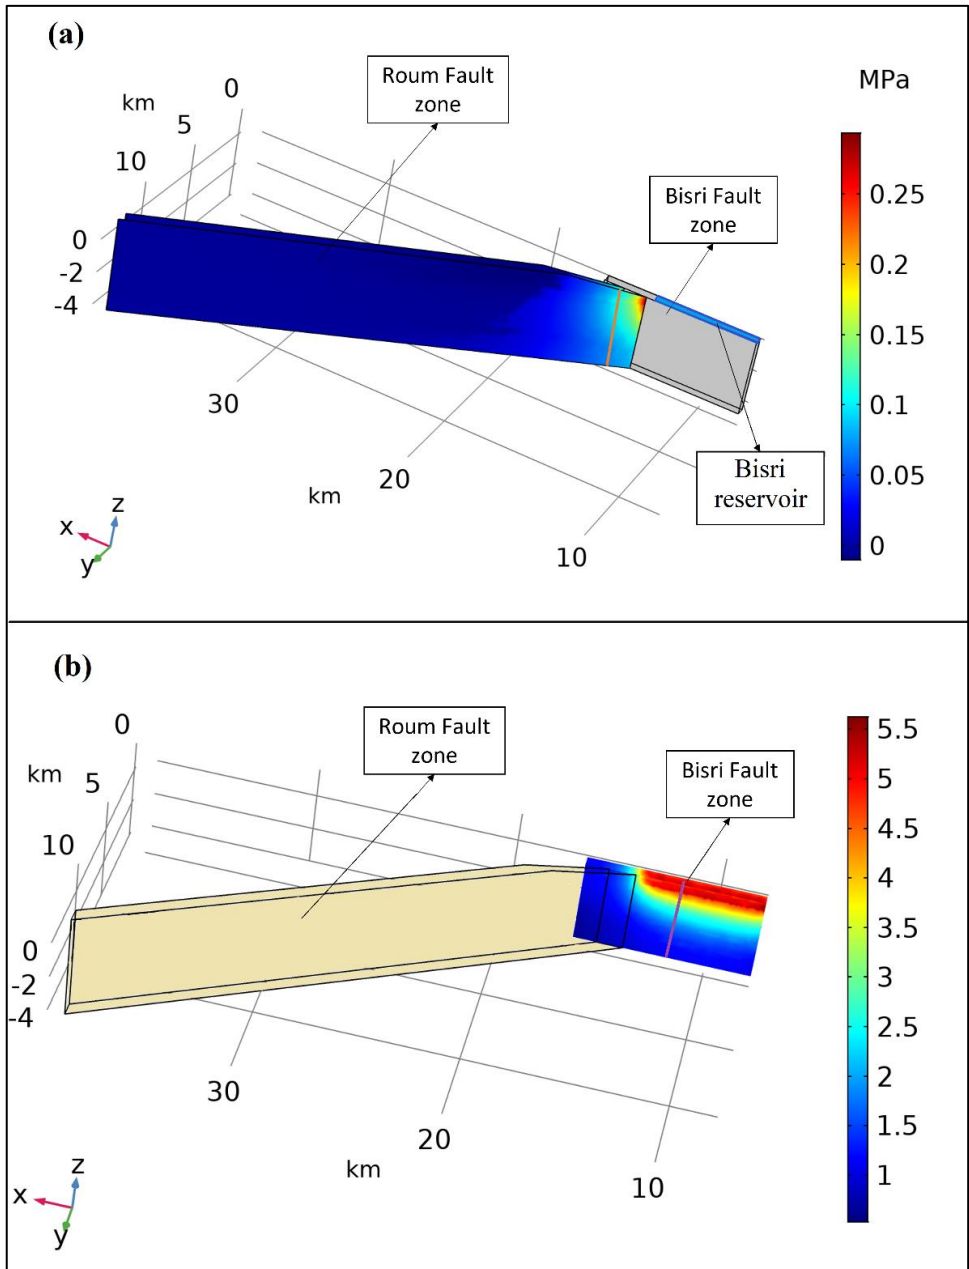 (a)
Roum Fault
zone
MPa
km
0
5
10
0
-2
-4
Bisri Fault
zone
0.25
0.2
0.15
0.1
0.05
0
30
20
km
10
Bisri
reservoir
z
x
y
(b)
Roum Fault
zone
0
km
5
10
Bisri Fault
zone
5.5
5
4.5
4
3.5
3
2.5
2
1.5
1
0
-2
-4
30
20
km
10
z
x
y